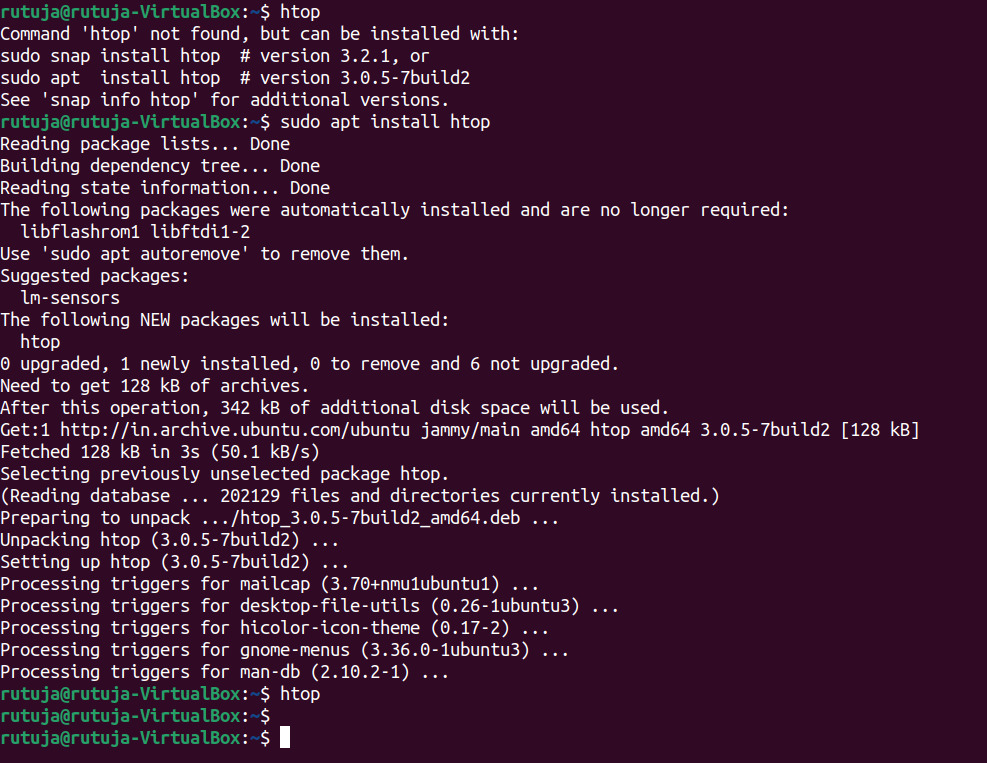 rutuja@rutuja-VirtualBox:~$ htop
Command 'htop' not found, but can be installed with:
sudo snap install htop  # version 3.2.1, or
sudo apt  install htop  # version 3.0.5-7build2
See 'snap info htop' for additional versions.
rutuja@rutuja-VirtualBox:~$ sudo apt install htop
Reading package lists... Done
Building dependency tree... Done
Reading state information... Done
The following packages were automatically installed and are no longer required:
  libflashrom1 libftdi1-2
Use 'sudo apt autoremove' to remove them.
Suggested packages:
  lm-sensors
The following NEW packages will be installed:
  htop
0 upgraded, 1 newly installed, 0 to remove and 6 not upgraded.
Need to get 128 kB of archives.
After this operation, 342 kB of additional disk space will be used.
Get:1 http://in.archive.ubuntu.com/ubuntu jammy/main amd64 htop amd64 3.0.5-7build2 [128 kB]
Fetched 128 kB in 3s (50.1 kB/s)
Selecting previously unselected package htop.
(Reading database ... 202129 files and directories currently installed.)
Preparing to unpack .../htop_3.0.5-7build2_amd64.deb ...
Unpacking htop (3.0.5-7build2) ...
Setting up htop (3.0.5-7build2) ...
Processing triggers for mailcap (3.70+nmu1ubuntu1) ...
Processing triggers for desktop-file-utils (0.26-1ubuntu3) ...
Processing triggers for hicolor-icon-theme (0.17-2) ...
Processing triggers for gnome-menus (3.36.0-1ubuntu3) ...
Processing triggers for man-db (2.10.2-1) ...
rutuja@rutuja-VirtualBox:~$ htop
rutuja@rutuja-VirtualBox:~$
rutuja@rutuja-VirtualBox:~$